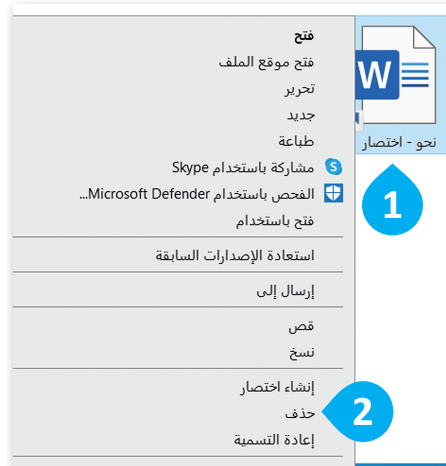 فتح
فتح موقع الملف
تحرير
جديد
طباعة
مشاركة باستخدام Skype
الفحص باستخدام Microsoft Defender...
فتح باستخدام
استعادة الإصدارات السابقة
إرسال إلى
قص
نسخ
إنشاء اختصار
حذف
إعادة التسمية
W
نحو - اختصار
1
2